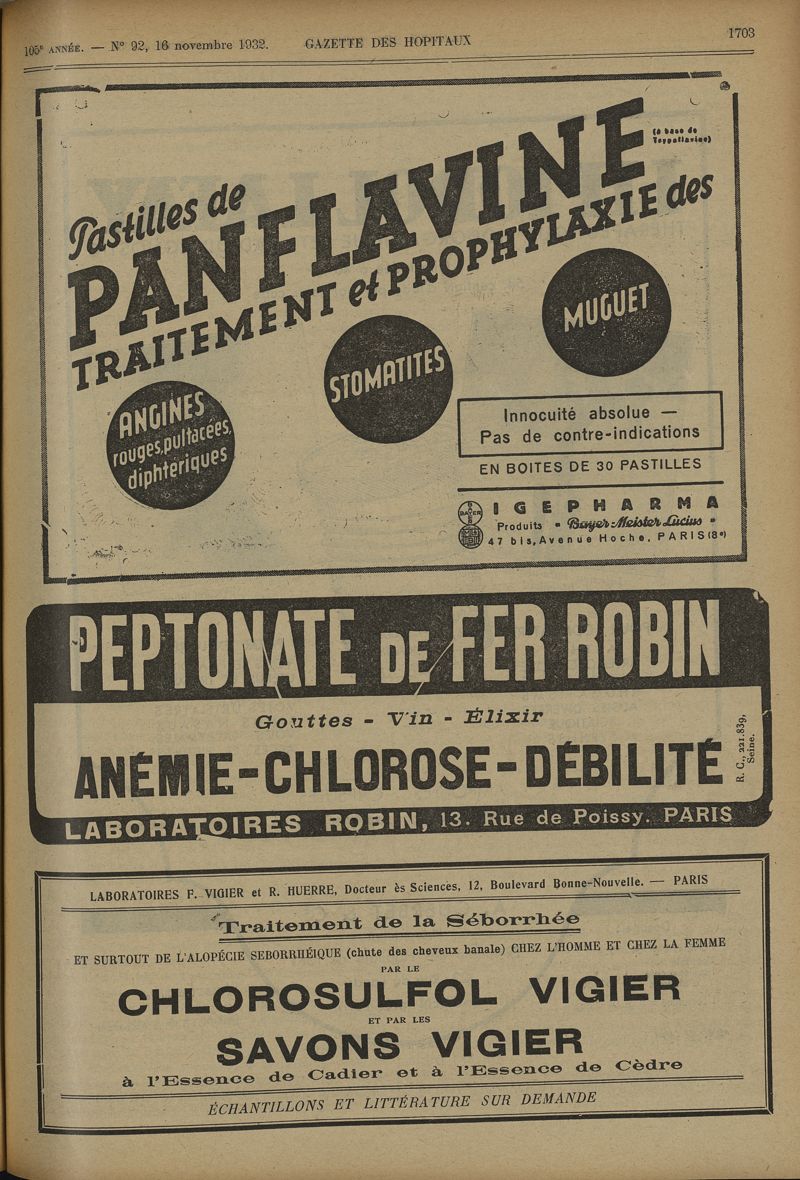 105e ANNÉE. — N° 92, 16 novembre 1932. GAZETTE DES HOPITAUX 1703
Pastilles de
PANFLAVINE
(à base de
Trypaflavine)
TRAITEMENT et PROPHYLAXIE des
ANGINES
rouges, pultacées,
diphtériques
STOMATITES
MUGUET
Innocuité absolue —
Pas de contre-indications
EN BOITES DE 30 PASTILLES
BAYER
IGEPHARMA
Produits "Bayer-Meister Lucius"
47 bis, Avenue Hoche, PARIS (8e)
PEPTONATE DE FER ROBIN
Gouttes - Vin - Élixir
ANÉMIE-CHLOROSE-DÉBILITÉ
R. C., 221.839,
Seine.
LABORATOIRES ROBIN, 13. Rue de Poissy. PARIS
LABORATOIRES F. VIGIER et R. HUERRE, Docteur ès Sciences, 12, Boulevard Bonne-Nouvelle. — PARIS
Traitement de la Séborrhée
ET SURTOUT DE L'ALOPÉCIE SEBORRHÉIQUE (chute des cheveux banale) CHEZ L'HOMME ET CHEZ LA FEMME
PAR LE
CHLOROSULFOL VIGIER
ET PAR LES
SAVONS VIGIER
à l'Essence de Cadier et à l'Essence de Cèdre
ÉCHANTILLONS ET LITTÉRATURE SUR DEMANDE